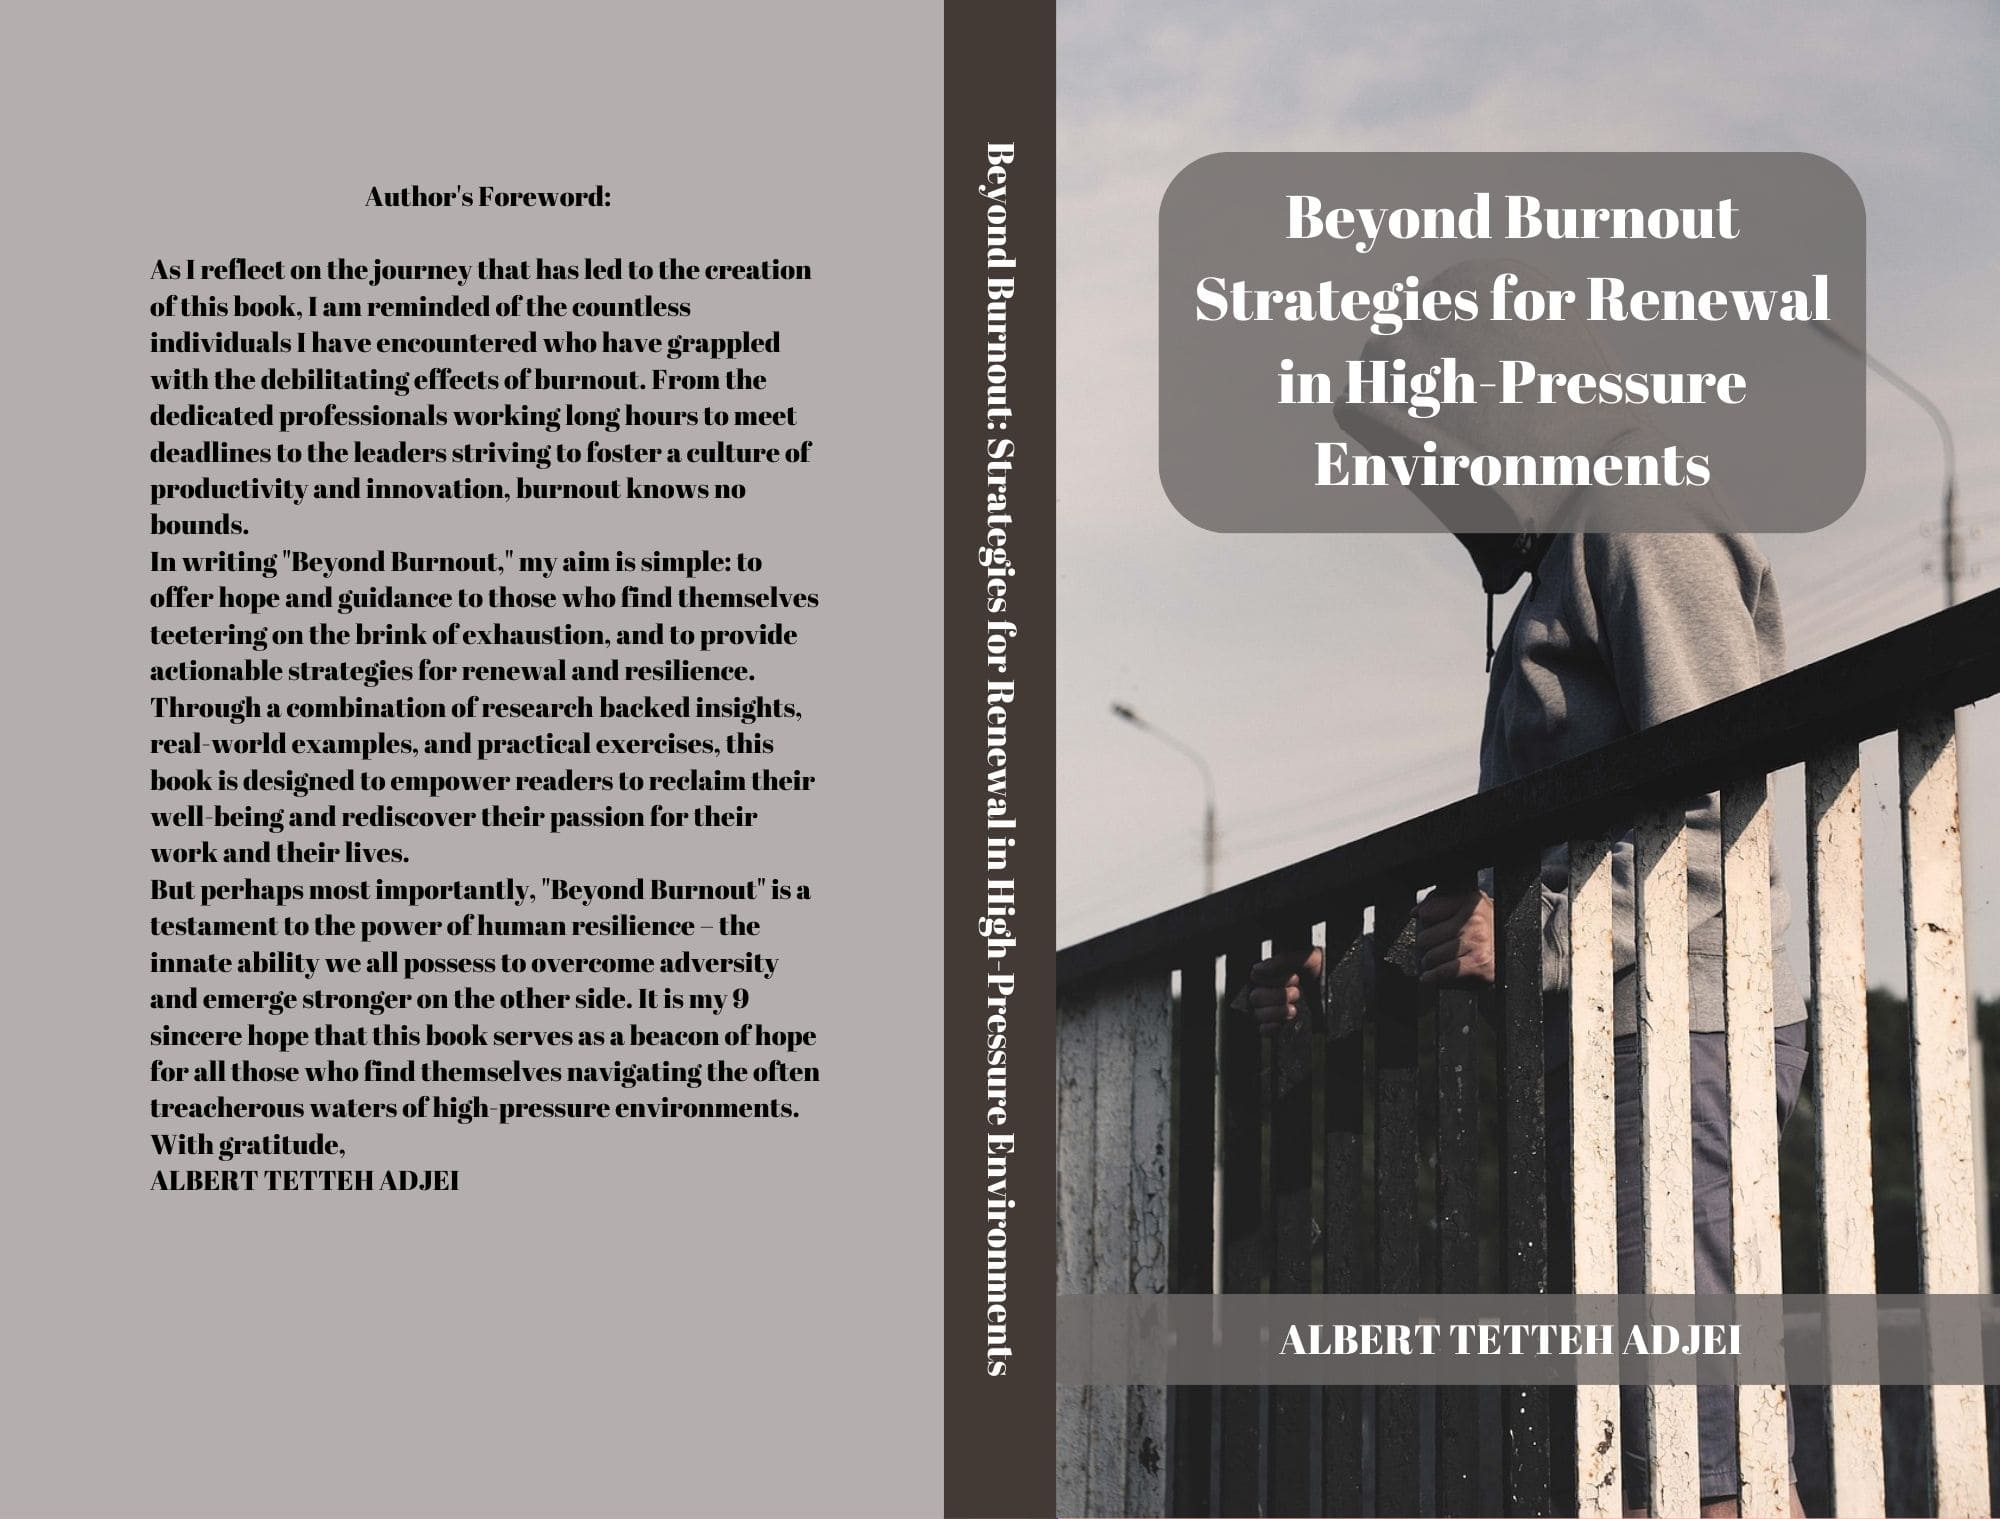 Author's Foreword:
As I reflect on the journey that has led to the creation
of this book, I am reminded of the countless
individuals I have encountered who have grappled
with the debilitating effects of burnout. From the
dedicated professionals working long hours to meet
deadlines to the leaders striving to foster a culture of
productivity and innovation, burnout knows no
bounds.
In writing "Beyond Burnout," my aim is simple: to
offer hope and guidance to those who find themselves
teetering on the brink of exhaustion, and to provide
actionable strategies for renewal and resilience.
Through a combination of research backed insights,
real-world examples, and practical exercises, this
book is designed to empower readers to reclaim their
well-being and rediscover their passion for their
work and their lives.
But perhaps most importantly, "Beyond Burnout" is a
testament to the power of human resilience – the
innate ability we all possess to overcome adversity
and emerge stronger on the other side. It is my 9
sincere hope that this book serves as a beacon of hope
for all those who find themselves navigating the often
treacherous waters of high-pressure environments.
With gratitude,
ALBERT TETTEH ADJEI
Beyond Burnout: Strategies for Renewal in High-Pressure Environments
Beyond Burnout
Strategies for Renewal
in High-Pressure
Environments
ALBERT TETTEH ADJEI